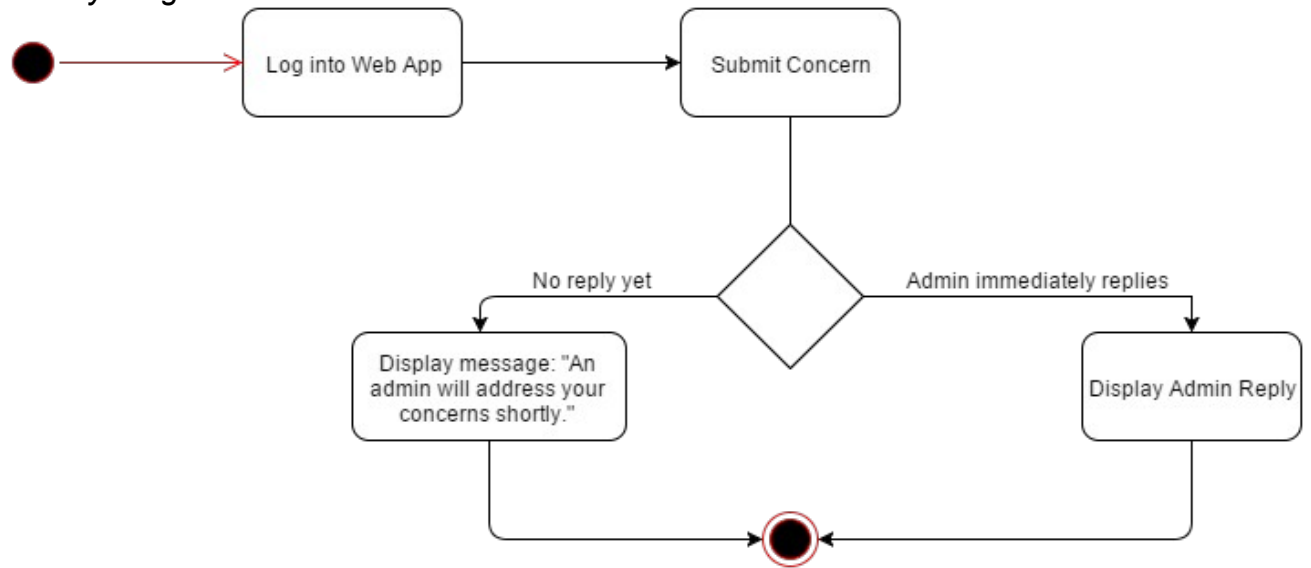 Log into Web App
Submit Concern
No reply yet
Admin immediately replies
Display message: "An
admin will address your
concerns shortly."
Display Admin Reply